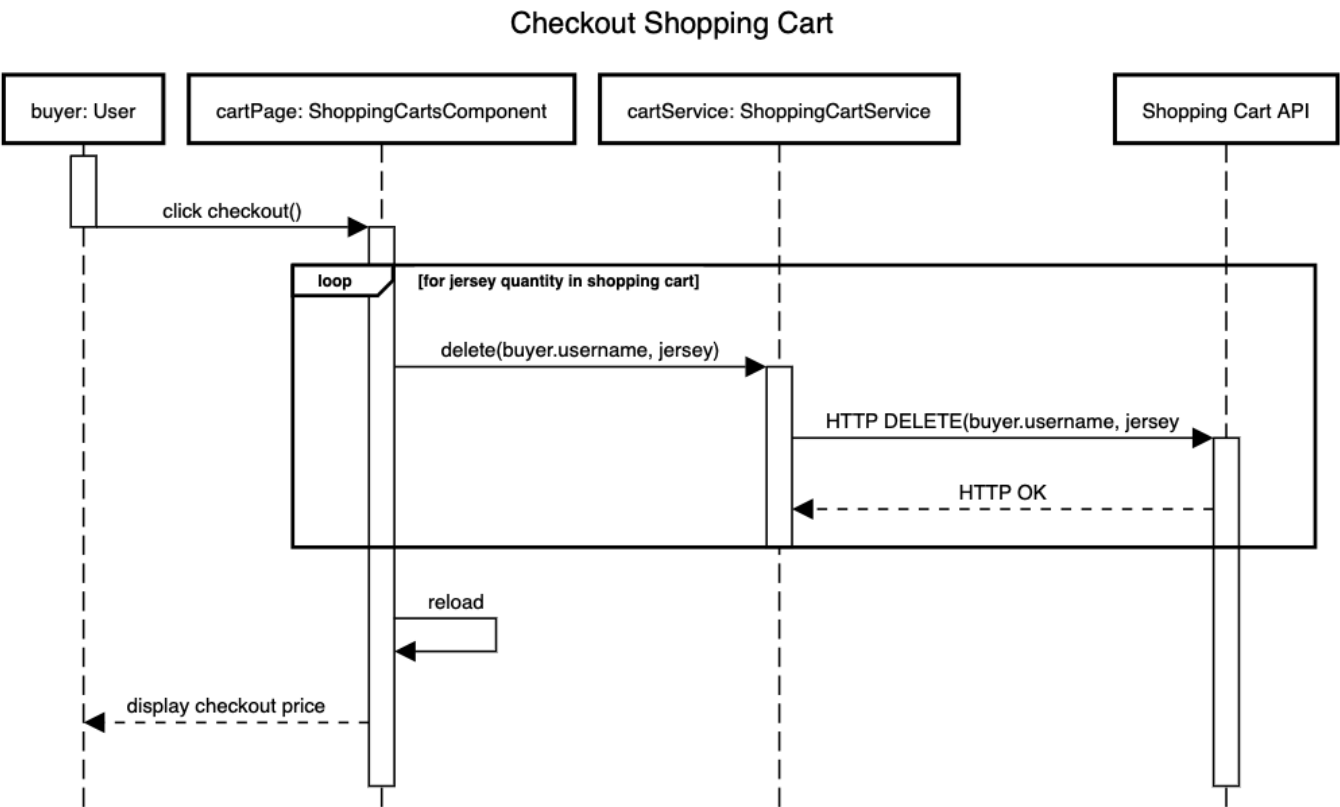 Checkout Shopping Cart
buyer: User
cartPage: ShoppingCartsComponent
cartService: ShoppingCartService
Shopping Cart API
click checkout()
loop
[for jersey quantity in shopping cart]
delete(buyer.username, jersey)
HTTP DELETE(buyer.username, jersey
HTTP OK
reload
display checkout price